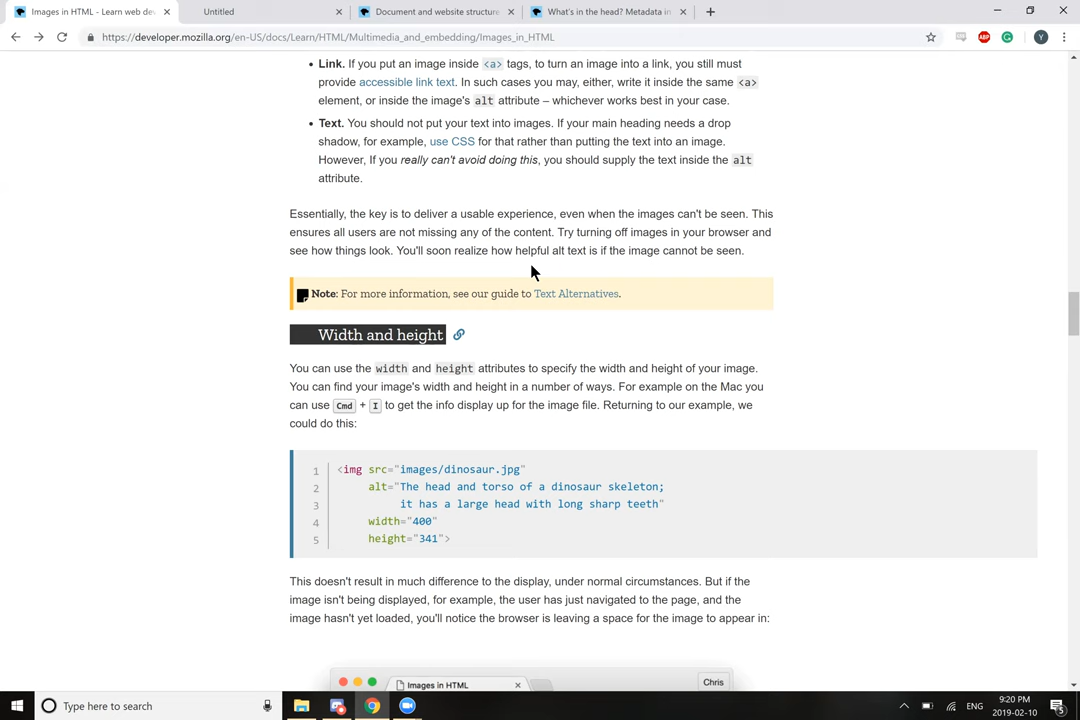 Images in HTML - Learn web dev
Untitled
Document and website structure
What's in the head? Metadata in
https://developer.mozilla.org/en-US/docs/Learn/HTML/Multimedia_and_embedding/Images_in_HTML
ABP
G
Y
• Link. If you put an image inside <a> tags, to turn an image into a link, you still must
provide accessible link text. In such cases you may, either, write it inside the same <a>
element, or inside the image's alt attribute – whichever works best in your case.
• Text. You should not put your text into images. If your main heading needs a drop
shadow, for example, use CSS for that rather than putting the text into an image.
However, If you really can't avoid doing this, you should supply the text inside the alt
attribute.
Essentially, the key is to deliver a usable experience, even when the images can't be seen. This
ensures all users are not missing any of the content. Try turning off images in your browser and
see how things look. You'll soon realize how helpful alt text is if the image cannot be seen.
Note: For more information, see our guide to Text Alternatives.
Width and height
You can use the width and height attributes to specify the width and height of your image.
You can find your image's width and height in a number of ways. For example on the Mac you
can use Cmd + I to get the info display up for the image file. Returning to our example, we
could do this:
1 <img src="images/dinosaur.jpg"
2 alt="The head and torso of a dinosaur skeleton;
3 it has a large head with long sharp teeth"
4 width="400"
5 height="341">
This doesn't result in much difference to the display, under normal circumstances. But if the
image isn't being displayed, for example, the user has just navigated to the page, and the
image hasn't yet loaded, you'll notice the browser is leaving a space for the image to appear in:
Images in HTML
Chris
Type here to search
ENG
9:20 PM
2019-02-10
5